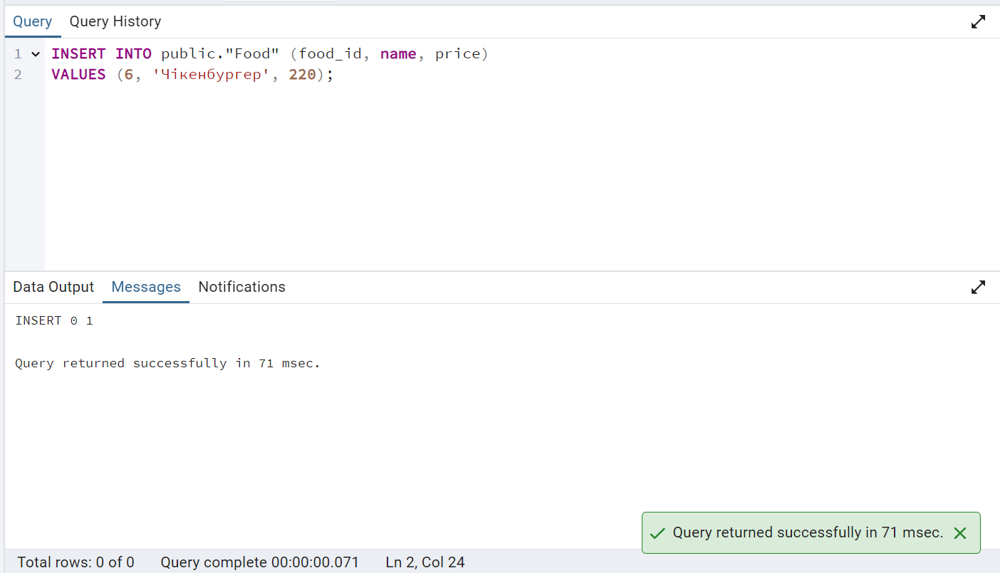 Query Query History
1 INSERT INTO public."Food" (food_id, name, price)
2 VALUES (6, 'Чікенбургер', 220);
Data Output Messages Notifications
INSERT 0 1
Query returned successfully in 71 msec.
Query returned successfully in 71 msec.
Total rows: 0 of 0 Query complete 00:00:00.071 Ln 2, Col 24